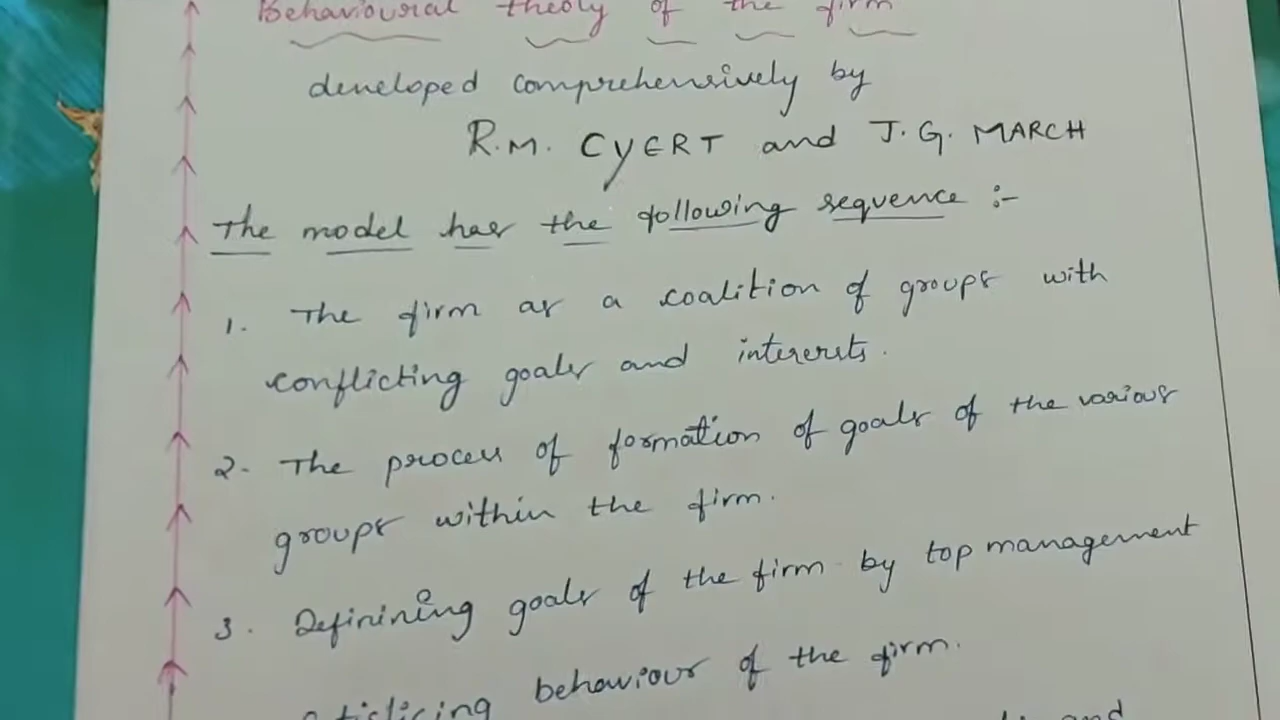 Behavioural theory of the firm
developed comprehensively by
R.M. CYERT and J.G. MARCH
The model has the following sequence :-
1. The firm as a coalition of groups with
conflicting goals and interersts.
2. The process of formation of goals of the various
groups within the firm.
3. Definining goals of the firm by top management
behaviour of the firm.
and